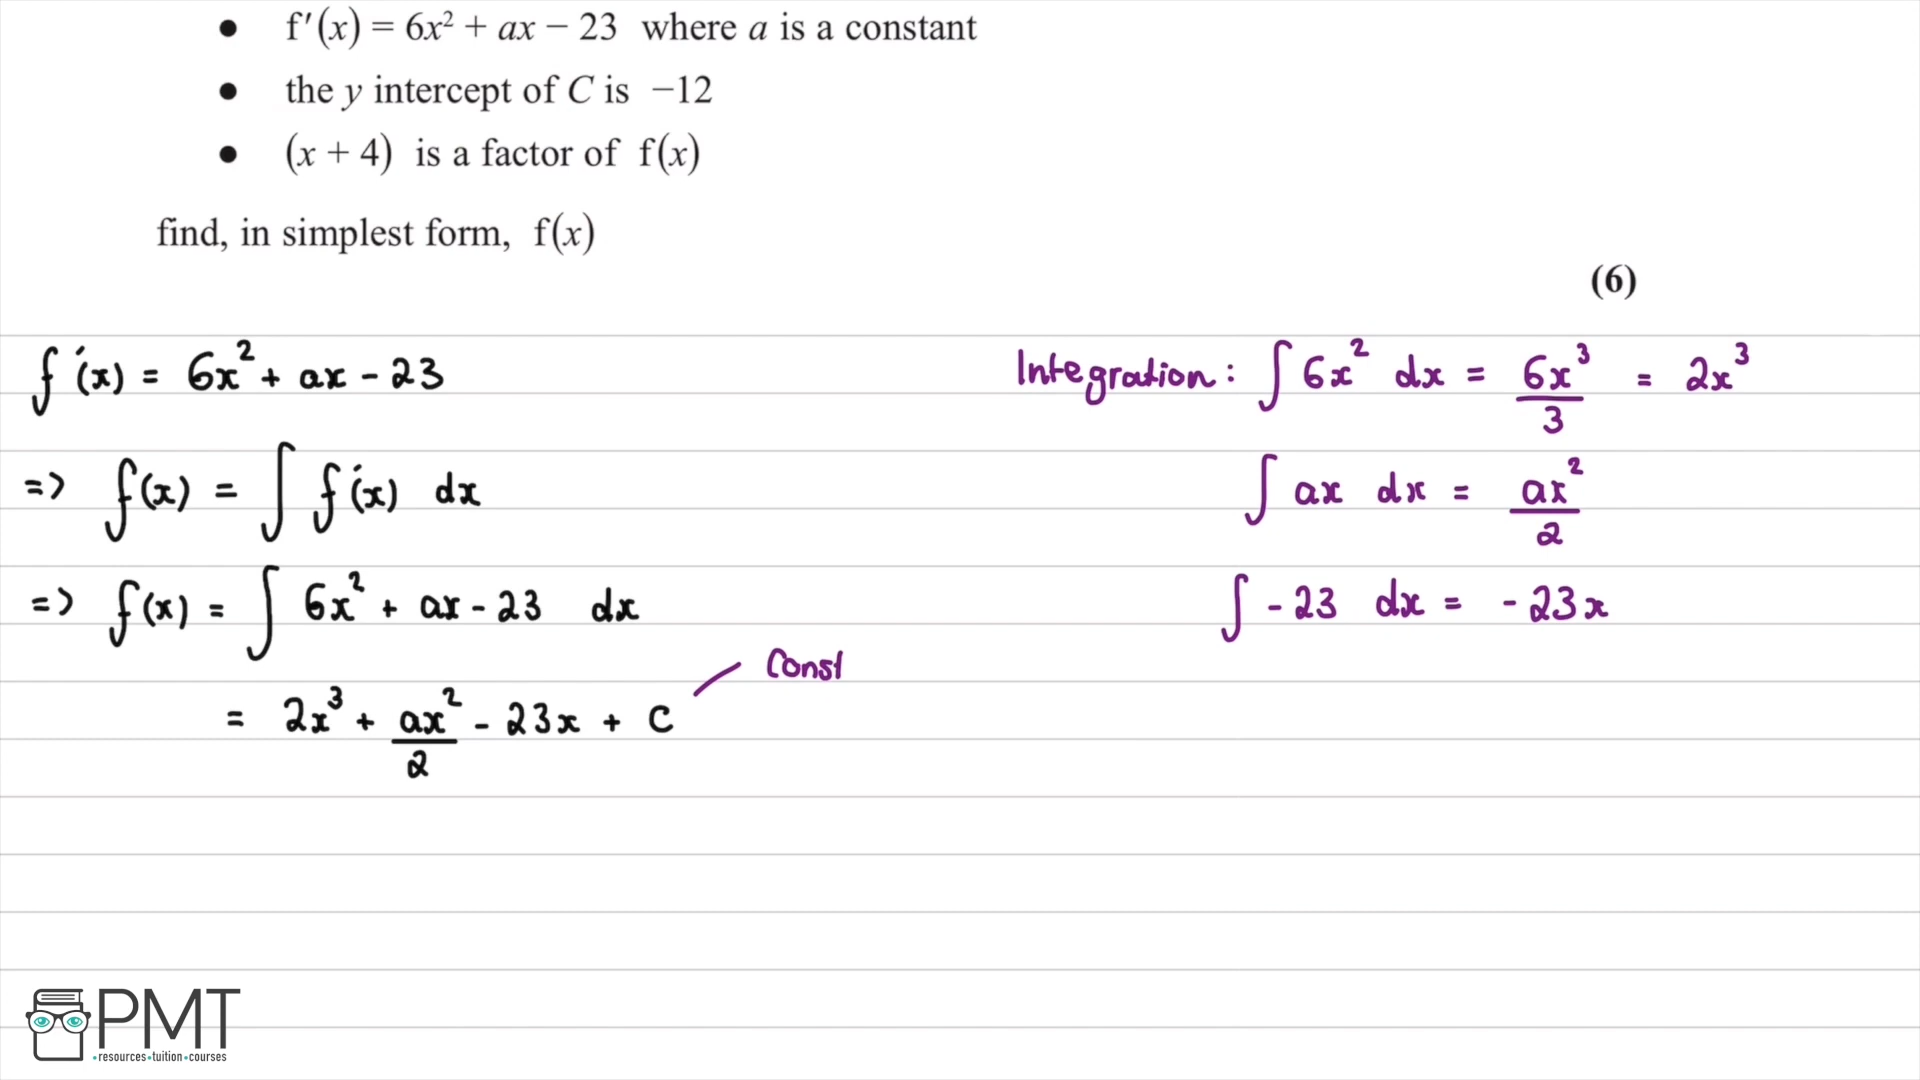 • f′(x) = 6x² + ax − 23 where a is a constant
• the y intercept of C is −12
• (x + 4) is a factor of f(x)
find, in simplest form, f(x)
(6)
f'(x) = 6x² + ax - 23
=> f(x) = ∫ f'(x) dx
=> f(x) = ∫ 6x² + ax - 23 dx
= 2x³ + ax²/2 - 23x + C
Const
Integration: ∫ 6x² dx = 6x³/3 = 2x³
∫ ax dx = ax²/2
∫ -23 dx = -23x
PMT
•resources•tuition•courses